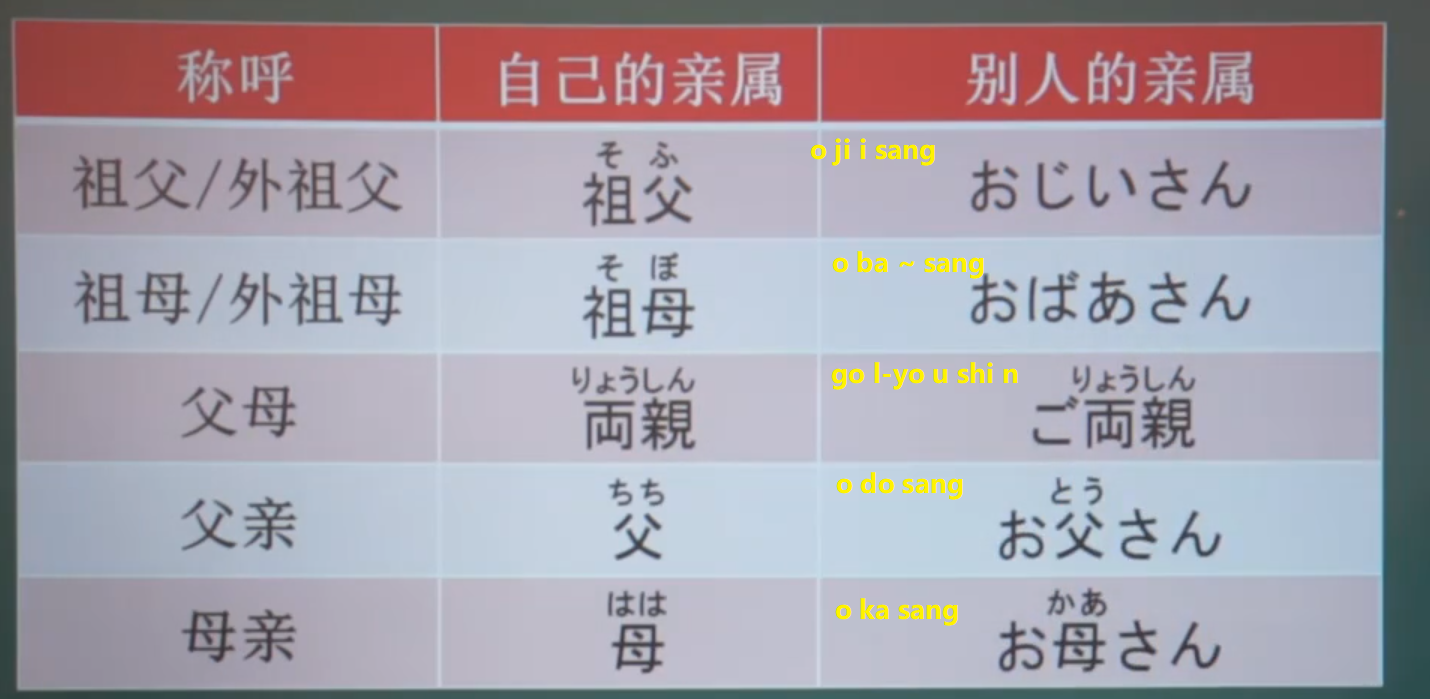 称呼 自己的亲属 别人的亲属
そ ふ
o ji i sang
祖父/外祖父 祖父 おじいさん
そ ぼ
o ba ~ sang
祖母/外祖母 祖母 おばあさん
りょうしん
go l-yo u shi n りょうしん
父母 両親 ご両親
ちち
o do sang とう
父亲 父 お父さん
はは
o ka sang かあ
母亲 母 お母さん